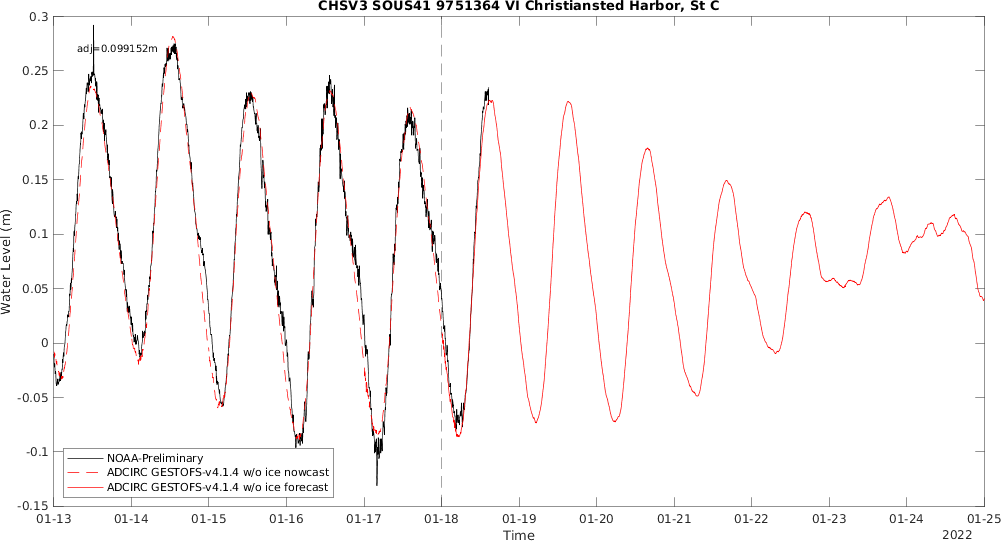 CHSV3 SOUS41 9751364 VI Christiansted Harbor, St C
adj=0.099152m
0.3
0.25
0.2
0.15
0.1
0.05
0
-0.05
-0.1
-0.15
Water Level (m)
NOAA-Preliminary
ADCIRC GESTOFS-v4.1.4 w/o ice nowcast
ADCIRC GESTOFS-v4.1.4 w/o ice forecast
01-13 01-14 01-15 01-16 01-17 01-18 01-19 01-20 01-21 01-22 01-23 01-24 01-25
Time
2022